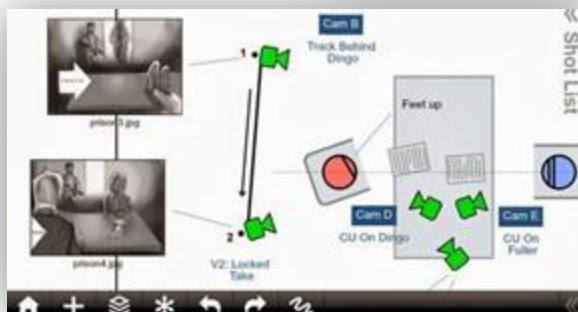 Cam B
Track Behind
Dingo
1
prison3.jpg
Feet up
Cam D
CU On Dingo
Cam E
CU On
Fuller
2
prison4.jpg
V2: Locked
Take
Shot List